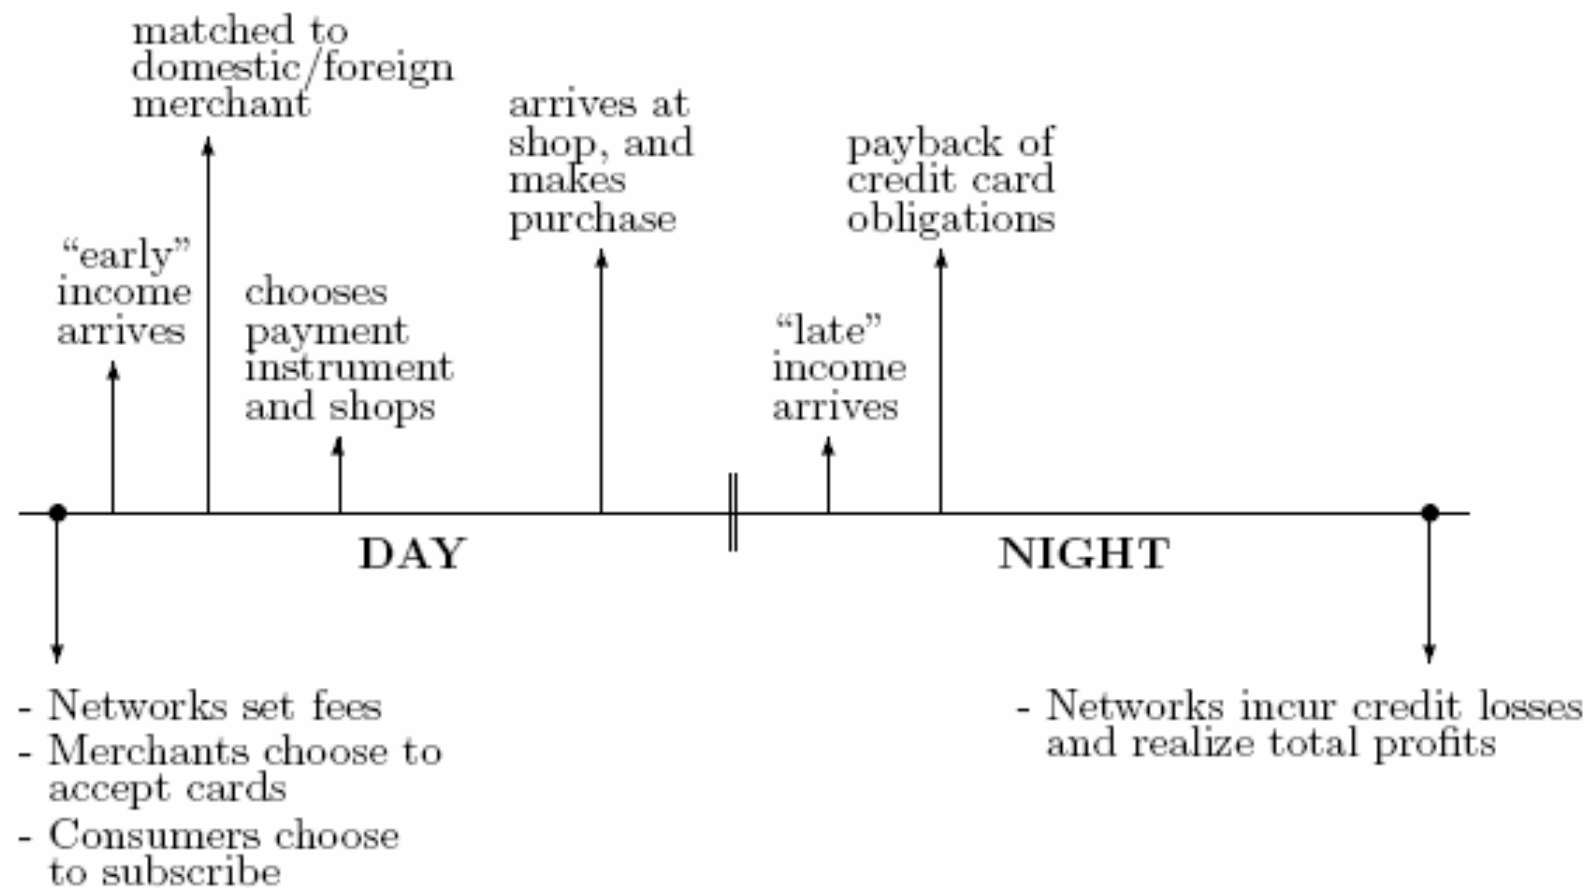 matched to
domestic/foreign
merchant
arrives at
shop, and
makes
purchase
payback of
credit card
obligations
“early”
income
arrives
chooses
payment
instrument
and shops
“late”
income
arrives
DAY
NIGHT
- Networks set fees
- Merchants choose to
accept cards
- Consumers choose
to subscribe
- Networks incur credit losses
and realize total profits